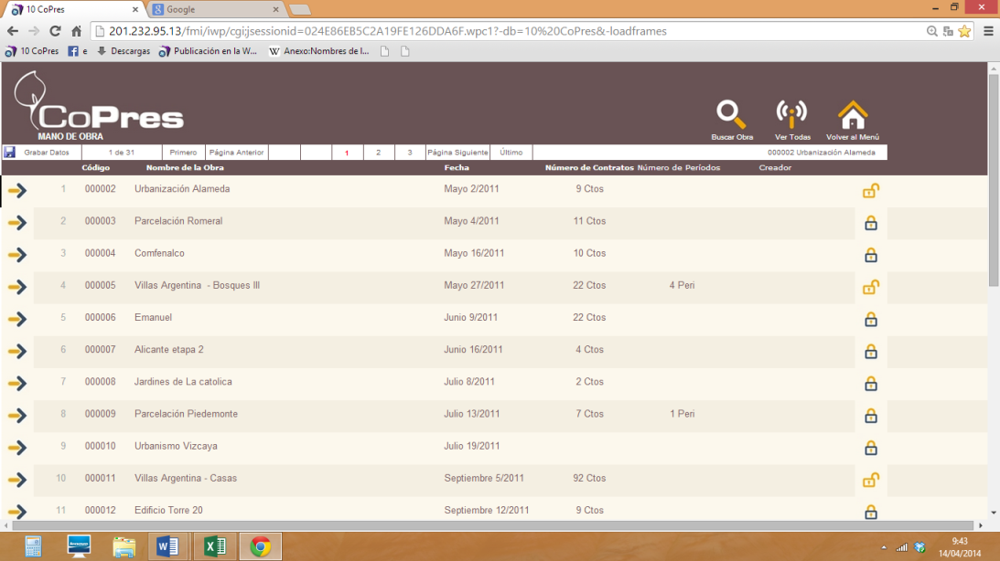 10 CoPres
Google
201.232.95.13/fmi/iwp/cgi;jsessionid=024E86EB5C2A19FE126DDA6F.wpc1?-db=10%20CoPres&-loadframes
10 CoPres e Descargas Publicación en la W... W Anexo:Nombres de l...
CoPres
MANO DE OBRA
Buscar Obra Ver Todas Volver al Menú
Grabar Datos 1 de 31 Primero Página Anterior 1 2 3 Página Siguiente Último 000002 Urbanización Alameda
Código Nombre de la Obra Fecha Número de Contratos Número de Períodos Creador
1 000002 Urbanización Alameda Mayo 2/2011 9 Ctos
2 000003 Parcelación Romeral Mayo 4/2011 11 Ctos
3 000004 Comfenalco Mayo 16/2011 10 Ctos
4 000005 Villas Argentina - Bosques III Mayo 27/2011 22 Ctos 4 Peri
5 000006 Emanuel Junio 9/2011 22 Ctos
6 000007 Alicante etapa 2 Junio 16/2011 4 Ctos
7 000008 Jardines de La catolica Julio 8/2011 2 Ctos
8 000009 Parcelación Piedemonte Julio 13/2011 7 Ctos 1 Peri
9 000010 Urbanismo Vizcaya Julio 19/2011
10 000011 Villas Argentina - Casas Septiembre 5/2011 92 Ctos
11 000012 Edificio Torre 20 Septiembre 12/2011 9 Ctos
9:43
14/04/2014